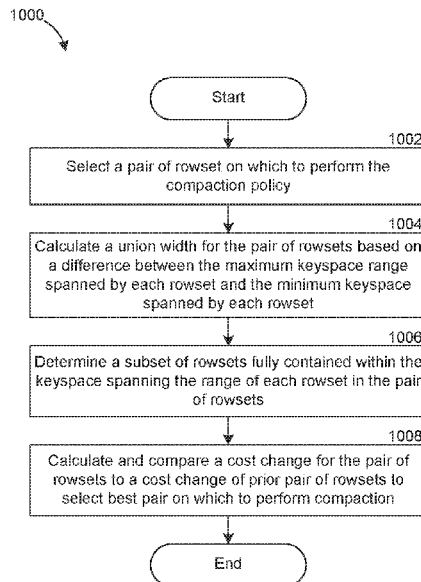 1000
Start
1002
Select a pair of rowset on which to perform the
compaction policy
1004
Calculate a union width for the pair of rowsets based on
a difference between the maximum keyspace range
spanned by each rowset and the minimum keyspace
spanned by each rowset
1006
Determine a subset of rowsets fully contained within the
keyspace spanning the range of each rowset in the pair
of rowsets
1008
Calculate and compare a cost change for the pair of
rowsets to a cost change of prior pair of rowsets to
select best pair on which to perform compaction
End